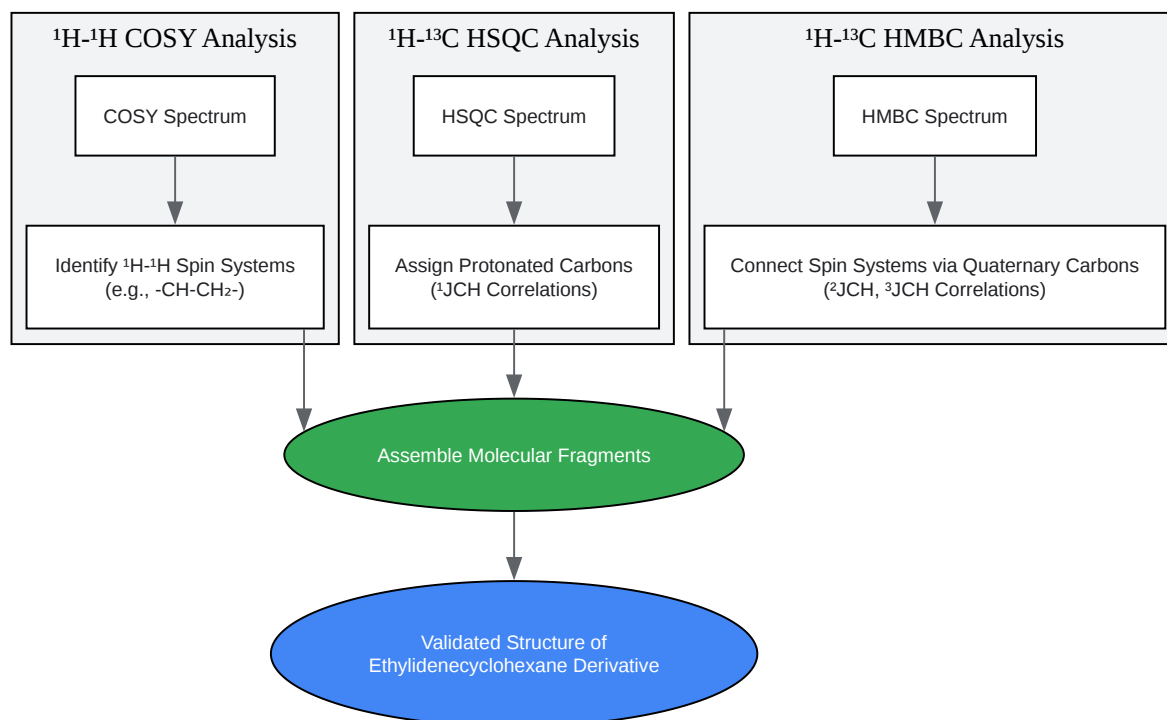 ¹H-¹H COSY Analysis
¹H-¹³C HSQC Analysis
¹H-¹³C HMBC Analysis
COSY Spectrum
HSQC Spectrum
HMBC Spectrum
Identify ¹H-¹H Spin Systems
(e.g., -CH-CH₂-)
Assign Protonated Carbons
(¹JCH Correlations)
Connect Spin Systems via Quaternary Carbons
(²JCH, ³JCH Correlations)
Assemble Molecular Fragments
Validated Structure of
Ethylidenecyclohexane Derivative